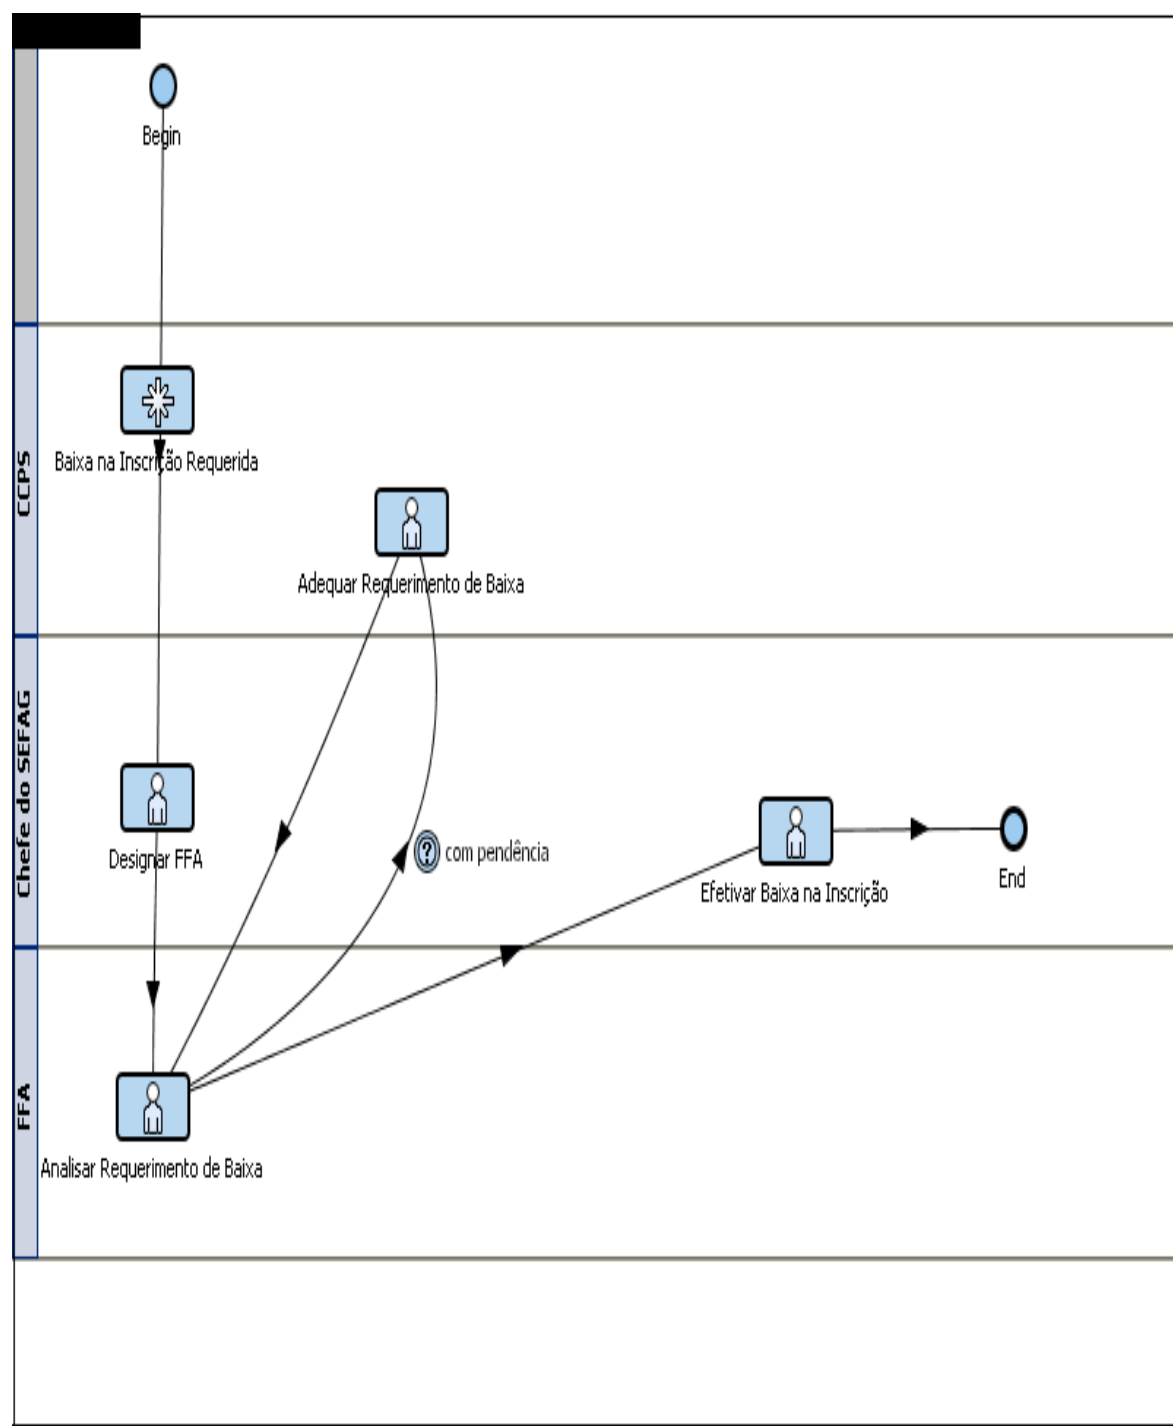 Begin
CCPS
Baixa na Inscrição Requerida
Adequar Requerimento de Baixa
Chefe do SEFAG
Designar FFA
? com pendência
Efetivar Baixa na Inscrição
End
FFA
Analisar Requerimento de Baixa